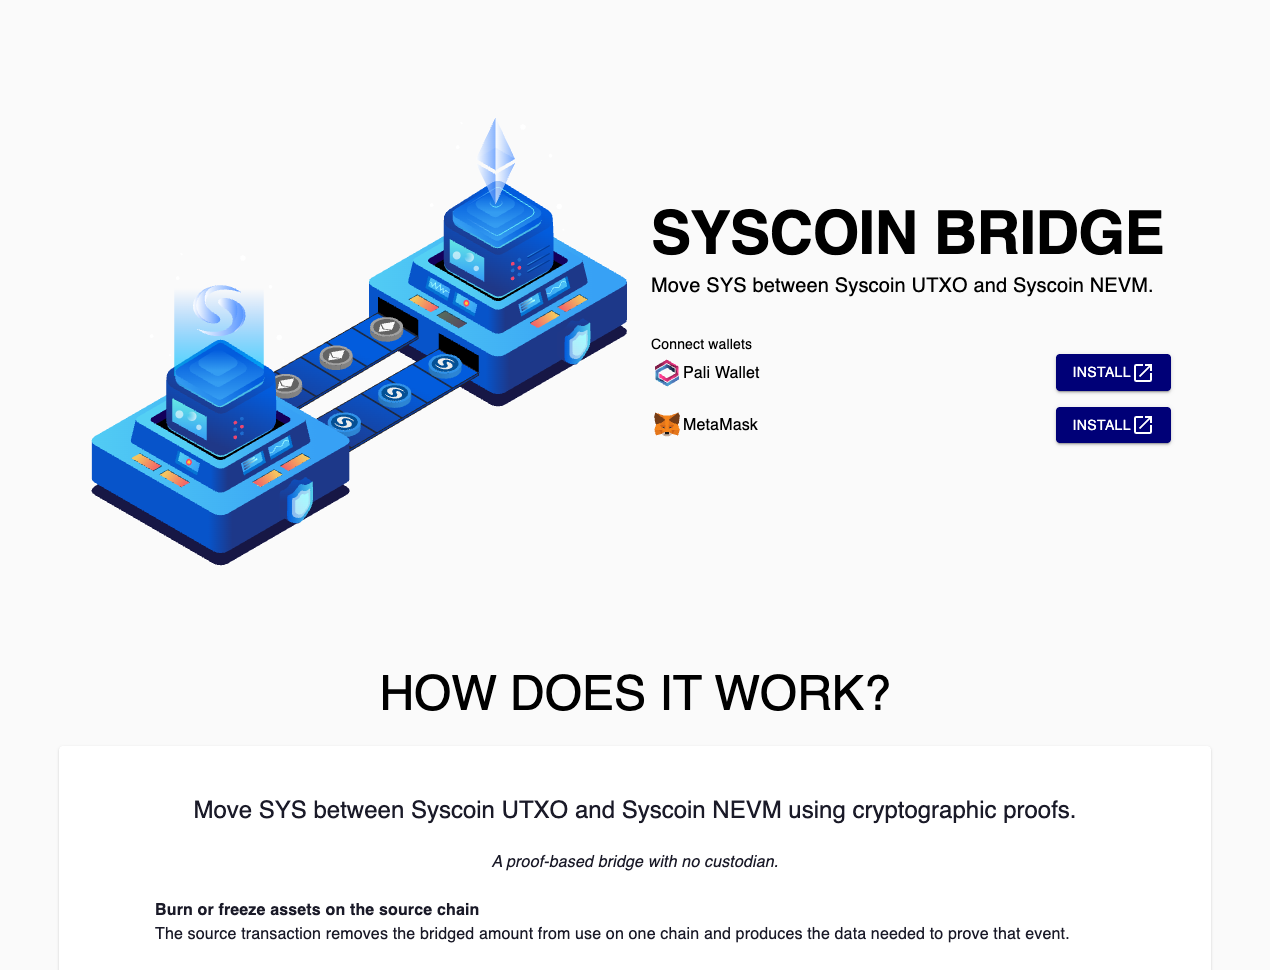 SYSCOIN BRIDGE
Move SYS between Syscoin UTXO and Syscoin NEVM.
Connect wallets
Pali Wallet
INSTALL
MetaMask
INSTALL
HOW DOES IT WORK?
Move SYS between Syscoin UTXO and Syscoin NEVM using cryptographic proofs.
A proof-based bridge with no custodian.
Burn or freeze assets on the source chain
The source transaction removes the bridged amount from use on one chain and produces the data needed to prove that event.